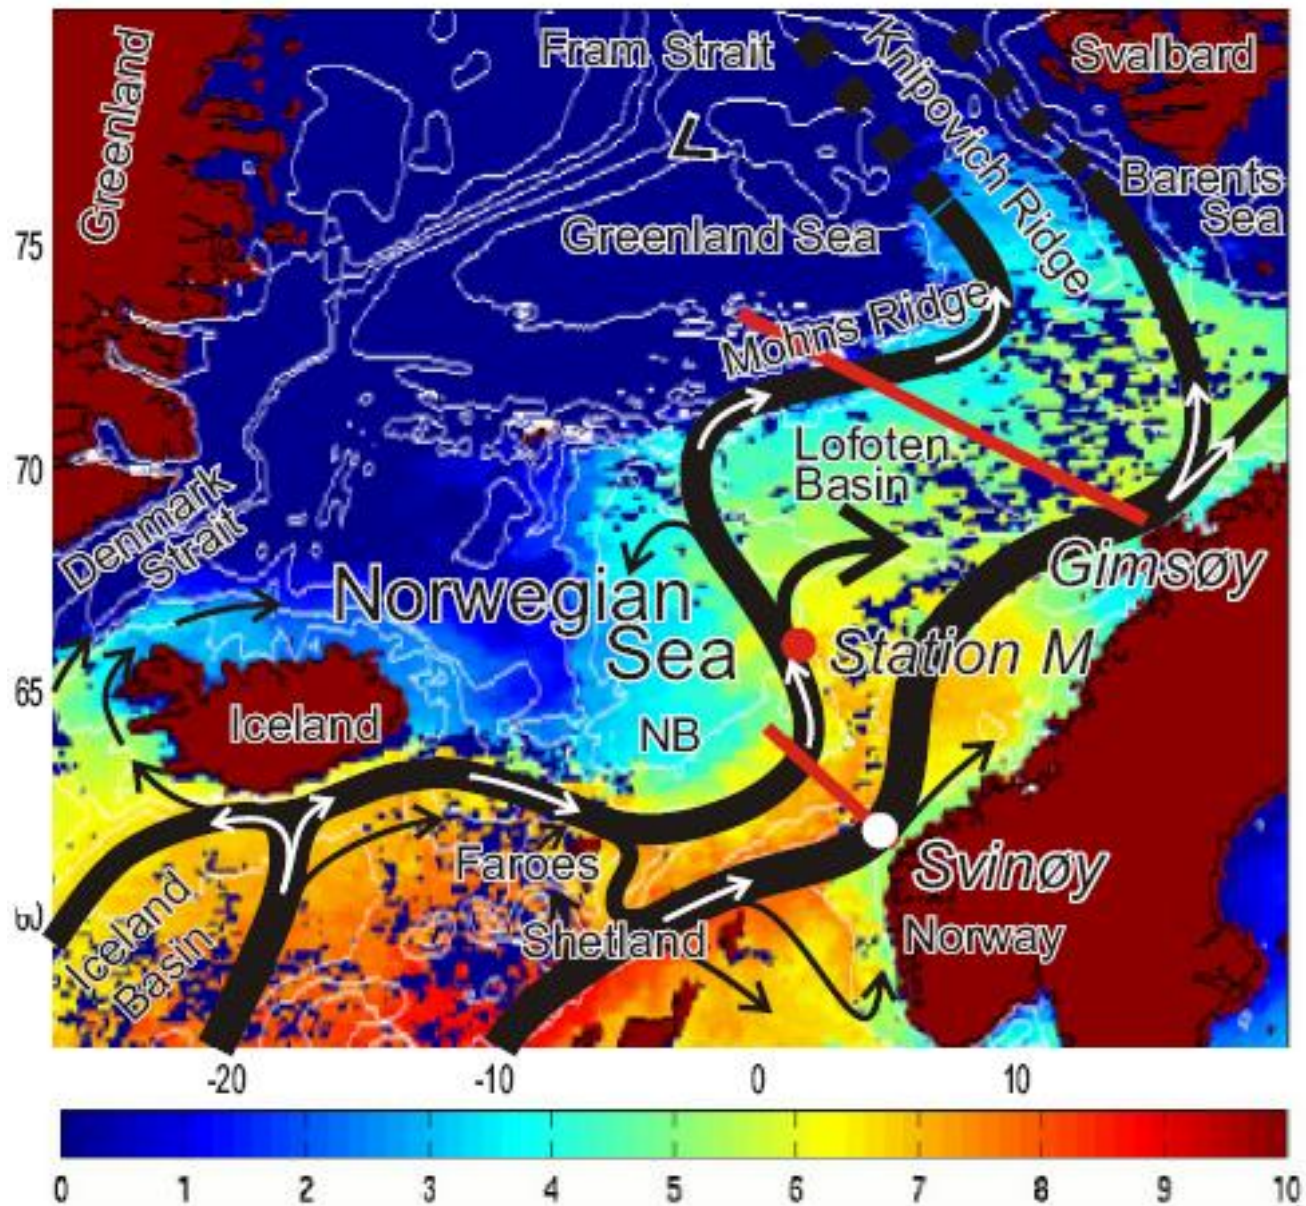 Greenland
Fram Strait
Knipovich Ridge
Svalbard
Barents
Sea
75
Greenland Sea
Mohns Ridge
70
Lofoten
Basin
Denmark
Strait
Gimsøy
Norwegian
Sea
Station M
65
Iceland
NB
Faroes
Svinøy
Iceland
Basin
Shetland
Norway
-20
-10
0
10
0
1
2
3
4
5
6
7
8
9
10